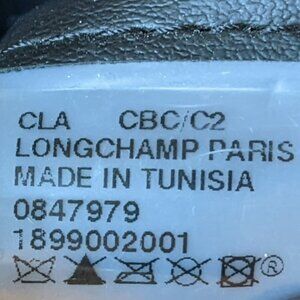 CLA CBC/C2
LONGCHAMP PARIS
MADE IN TUNISIA
0847979
1899002001
®